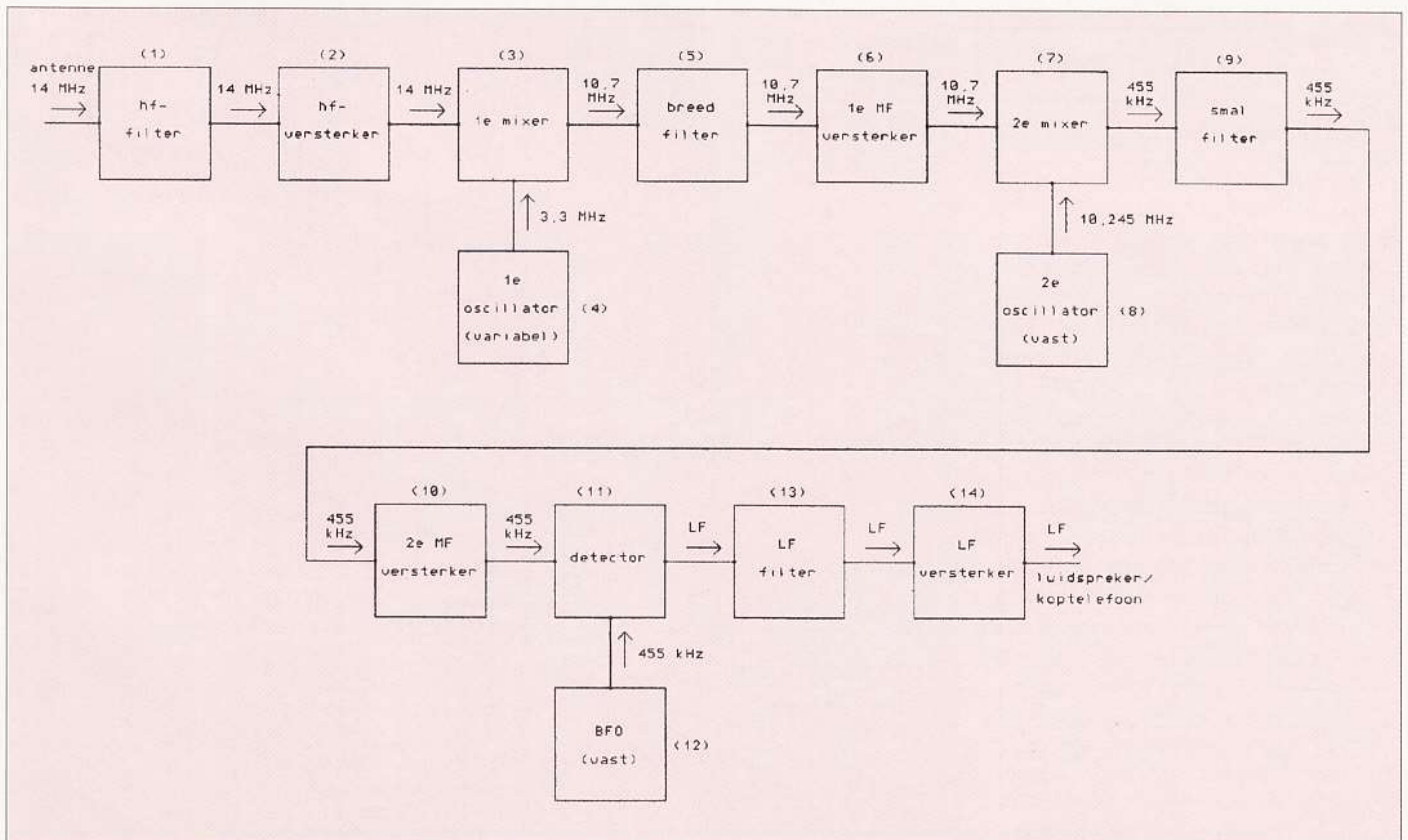 (1)
(2)
(3)
(5)
(6)
(7)
(9)
antenne
14 MHz
hf-
filter
14 MHz
hf-
versterker
14 MHz
1e mixer
10,7
MHz
breed
filter
10,7
MHz
1e MF
versterker
10,7
MHz
2e mixer
455
kHz
smal
filter
455
kHz
3,3 MHz
10,245 MHz
1e
oscillator
(variabel)
(4)
2e
oscillator
(vast)
(8)
(10)
(11)
(13)
(14)
455
kHz
2e MF
versterker
455
kHz
detector
LF
LF
filter
LF
LF
versterker
LF
luidspreker/
koptelefoon
455 kHz
BFO
(vast)
(12)